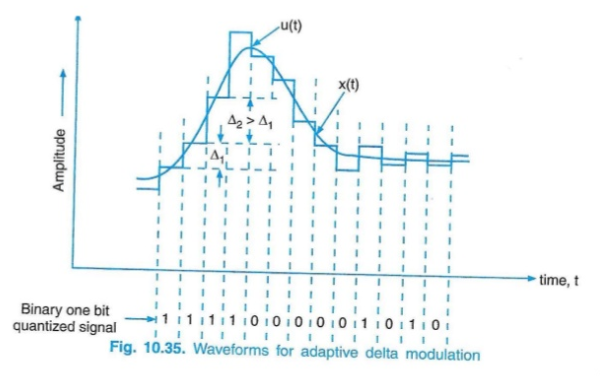 u(t)
x(t)
Δ₂ > Δ₁
Δ₁
Amplitude
time, t
Binary one bit
quantized signal
1 1 1 1 0 0 0 0 0 1 0 1 0
Fig. 10.35. Waveforms for adaptive delta modulation